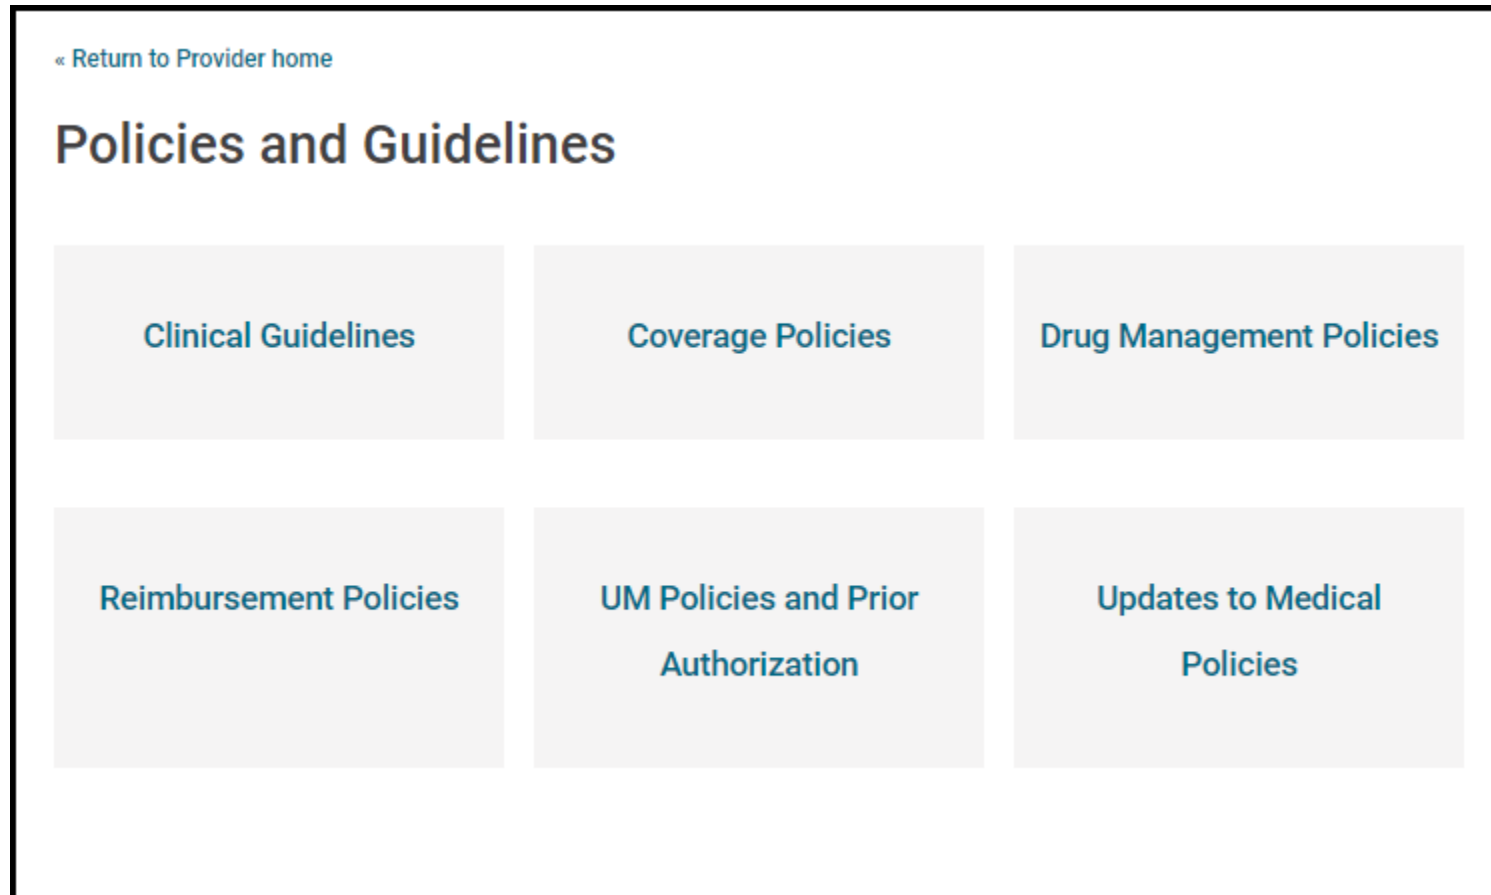 « Return to Provider home
Policies and Guidelines
Clinical Guidelines
Coverage Policies
Drug Management Policies
Reimbursement Policies
UM Policies and Prior
Authorization
Updates to Medical
Policies